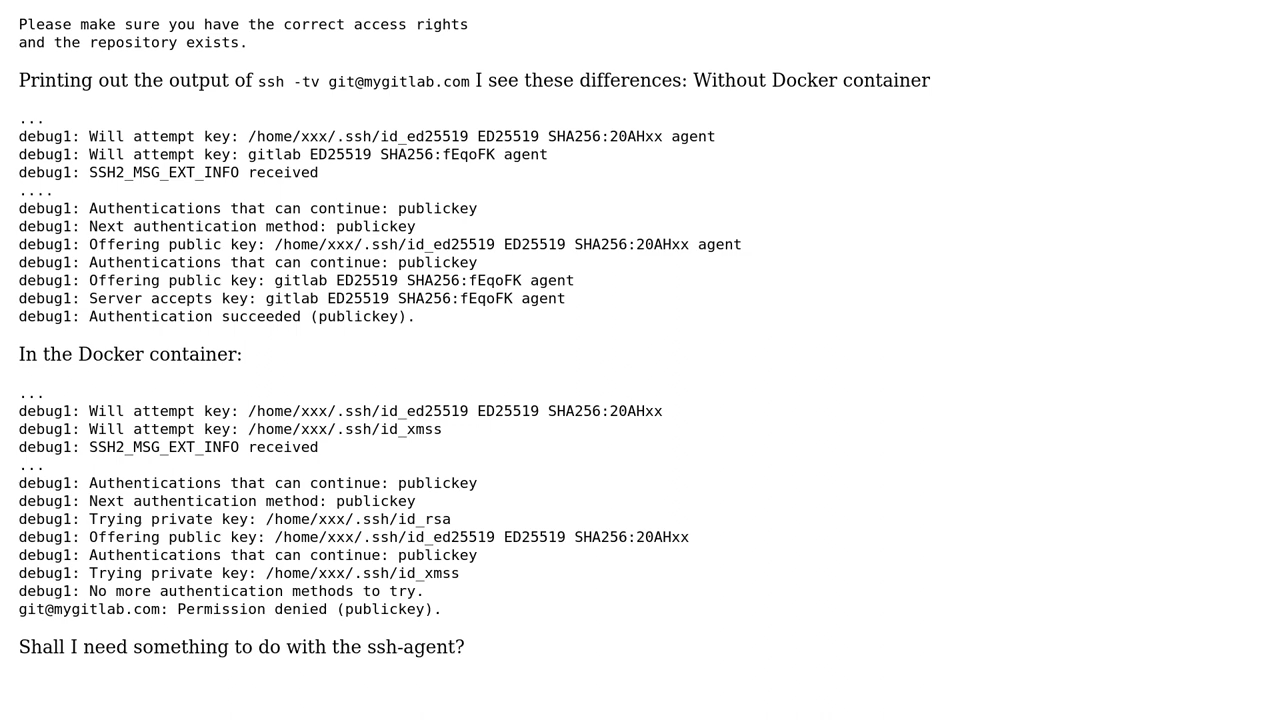 Please make sure you have the correct access rights
and the repository exists.
Printing out the output of ssh -tv git@mygitlab.com I see these differences: Without Docker container
...
debug1: Will attempt key: /home/xxx/.ssh/id_ed25519 ED25519 SHA256:20AHxx agent
debug1: Will attempt key: gitlab ED25519 SHA256:fEqoFK agent
debug1: SSH2_MSG_EXT_INFO received
....
debug1: Authentications that can continue: publickey
debug1: Next authentication method: publickey
debug1: Offering public key: /home/xxx/.ssh/id_ed25519 ED25519 SHA256:20AHxx agent
debug1: Authentications that can continue: publickey
debug1: Offering public key: gitlab ED25519 SHA256:fEqoFK agent
debug1: Server accepts key: gitlab ED25519 SHA256:fEqoFK agent
debug1: Authentication succeeded (publickey).
In the Docker container:
...
debug1: Will attempt key: /home/xxx/.ssh/id_ed25519 ED25519 SHA256:20AHxx
debug1: Will attempt key: /home/xxx/.ssh/id_xmss
debug1: SSH2_MSG_EXT_INFO received
...
debug1: Authentications that can continue: publickey
debug1: Next authentication method: publickey
debug1: Trying private key: /home/xxx/.ssh/id_rsa
debug1: Offering public key: /home/xxx/.ssh/id_ed25519 ED25519 SHA256:20AHxx
debug1: Authentications that can continue: publickey
debug1: Trying private key: /home/xxx/.ssh/id_xmss
debug1: No more authentication methods to try.
git@mygitlab.com: Permission denied (publickey).
Shall I need something to do with the ssh-agent?